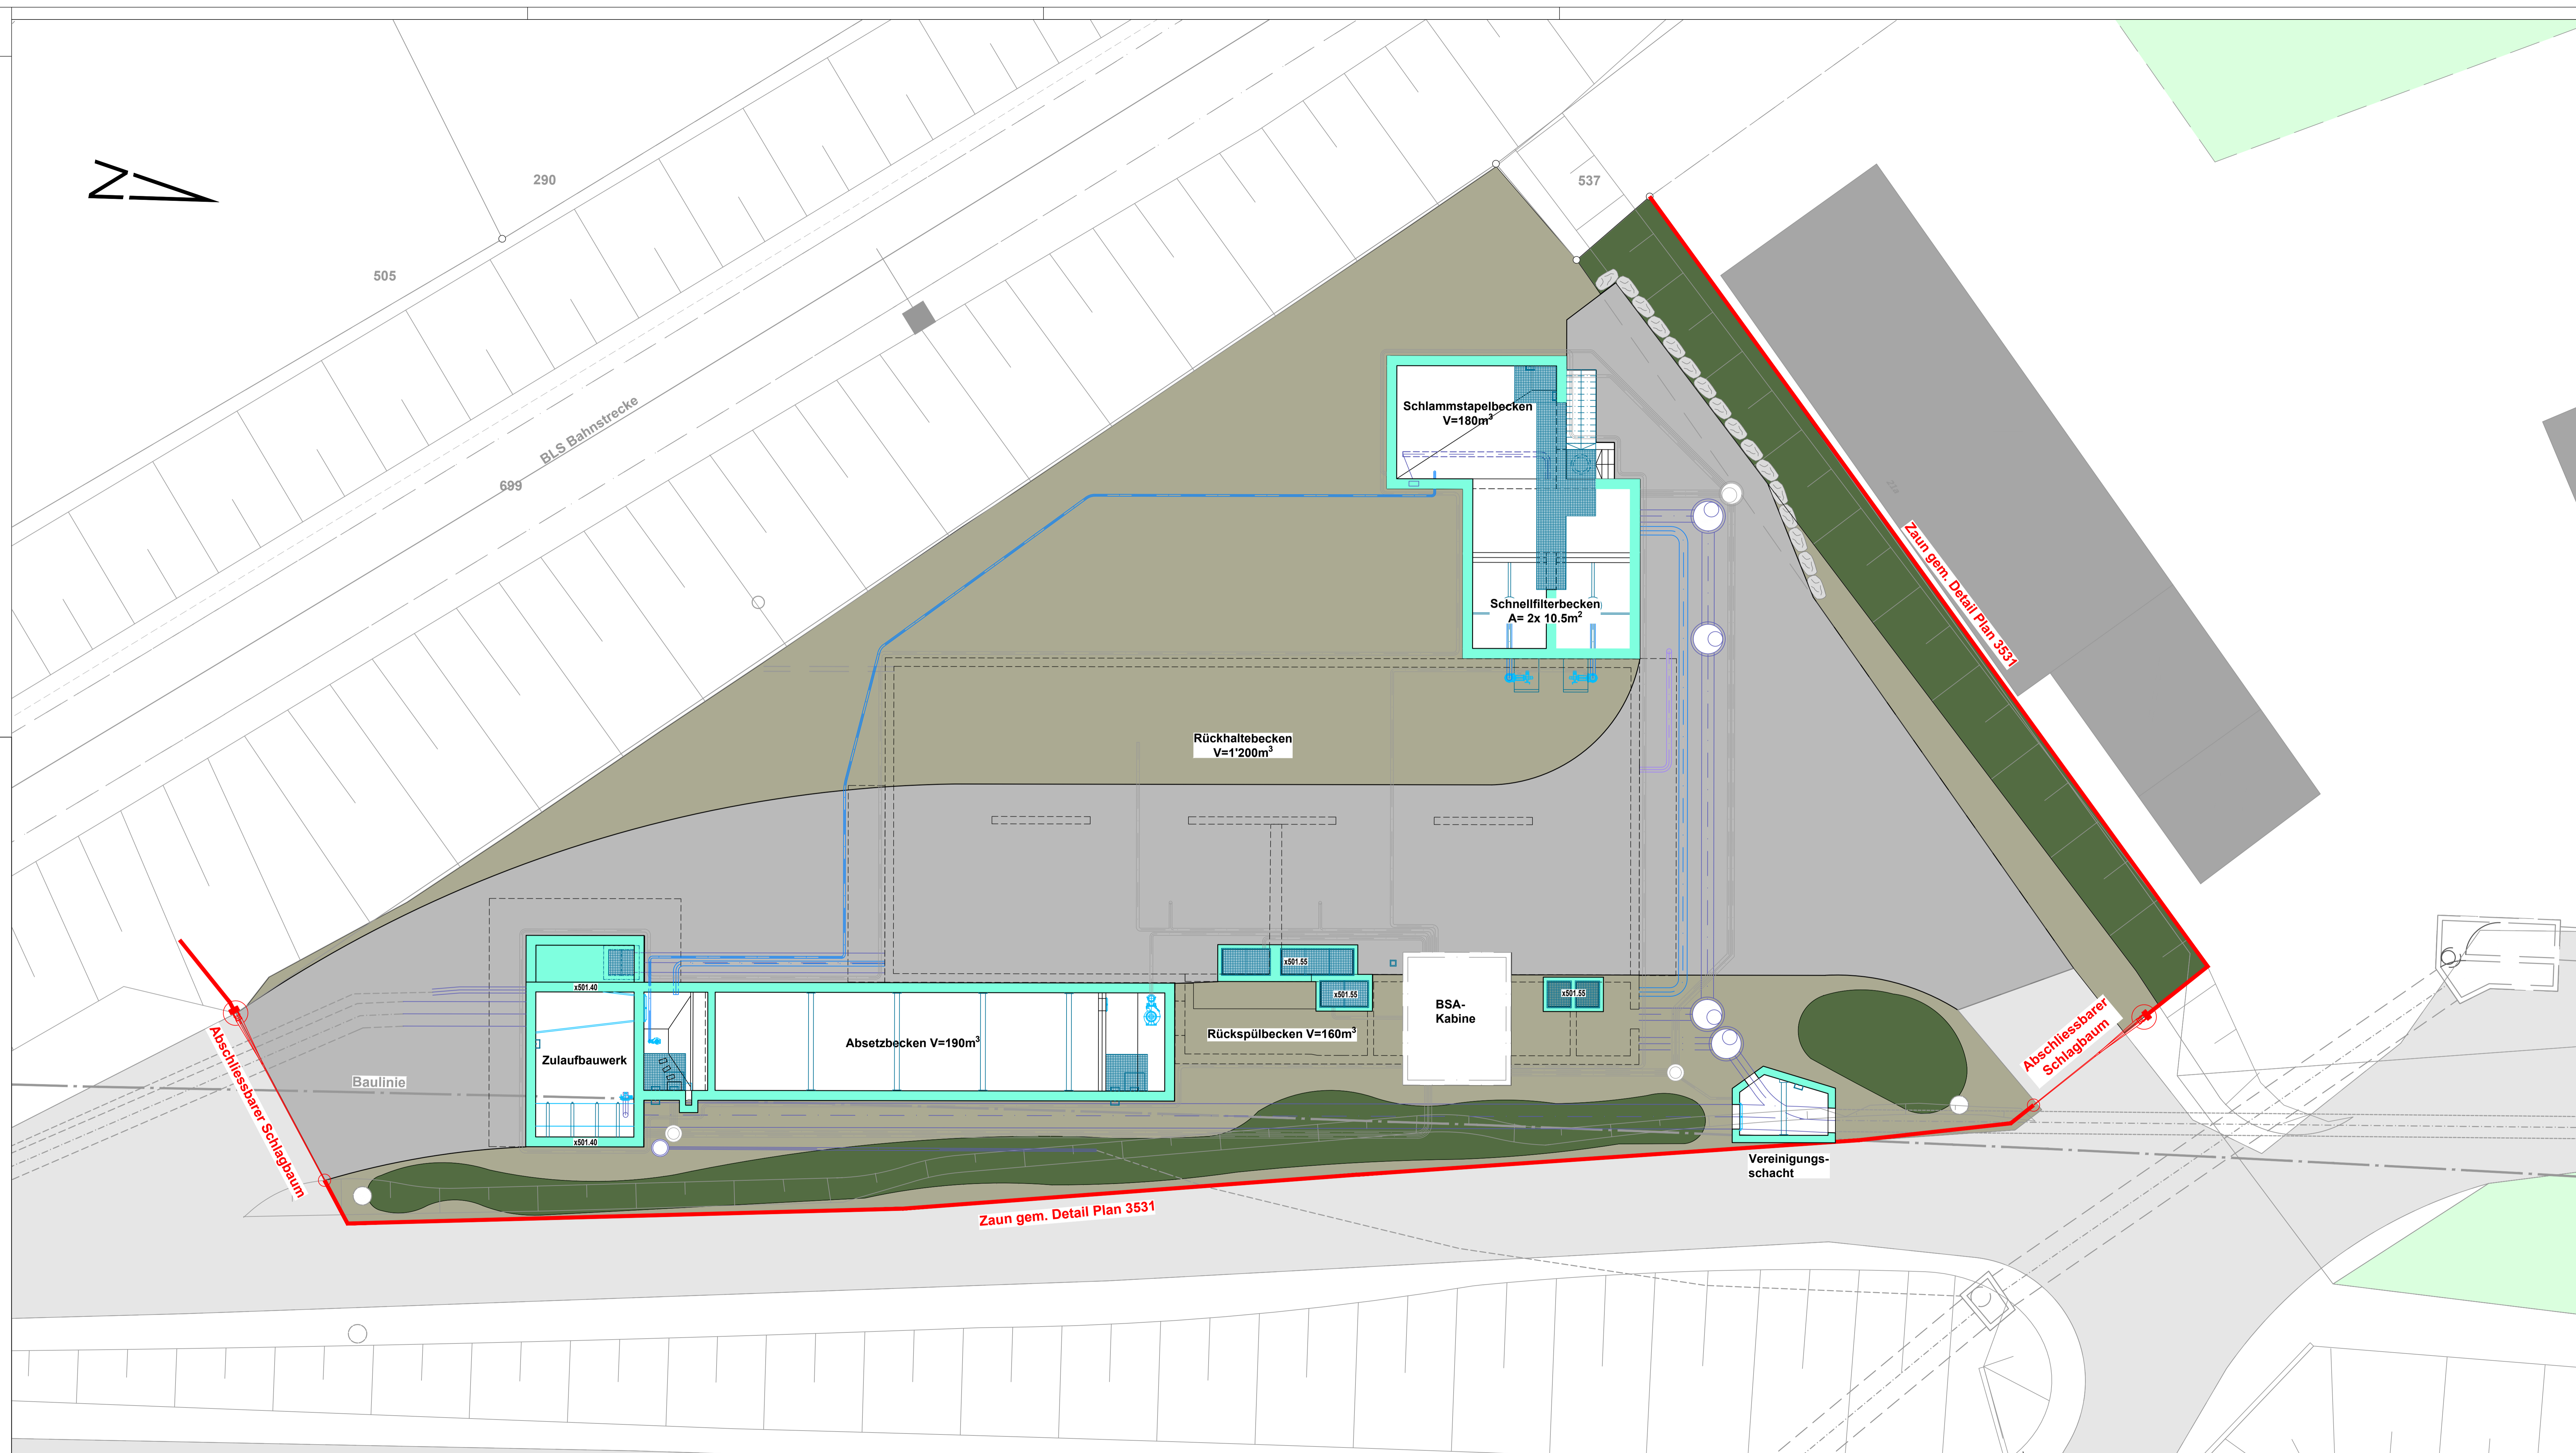 N
290
537
505
BLS Bahnstrecke
699
Schlammstapelbecken
V=180m³
Zaun gem. Detail Plan 3531
Schnellfilterbecken
A= 2x 10.5m²
Rückhaltebecken
V=1'200m³
x501.55
x501.40
x501.55
x501.55
BSA-
Kabine
Rückspülbecken V=160m³
Absetzbecken V=190m³
Zulaufbauwerk
Abschliessbarer
Schlagbaum
Abschliessbarer Schlagbaum
Baulinie
x501.40
Vereinigungs-
schacht
Zaun gem. Detail Plan 3531